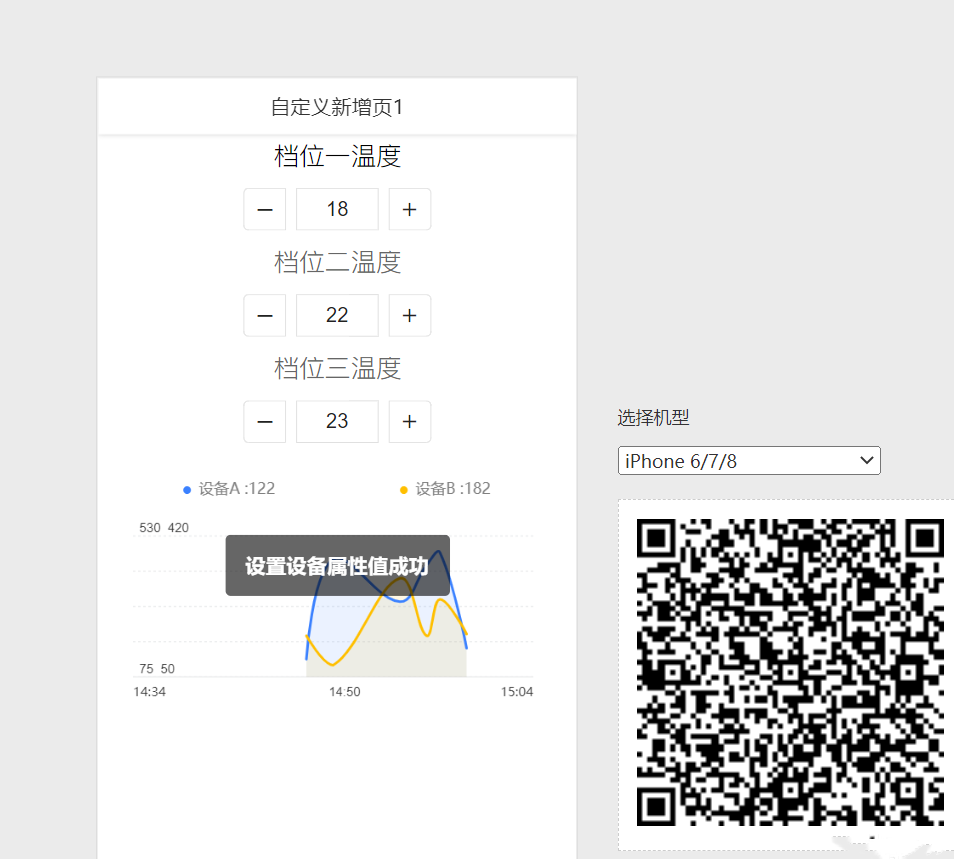 自定义新增页1
档位一温度
— 18 +
档位二温度
— 22 +
档位三温度
— 23 +
设备A :122 设备B :182
530 420
设置设备属性值成功
75 50
14:34 14:50 15:04
选择机型
iPhone 6/7/8